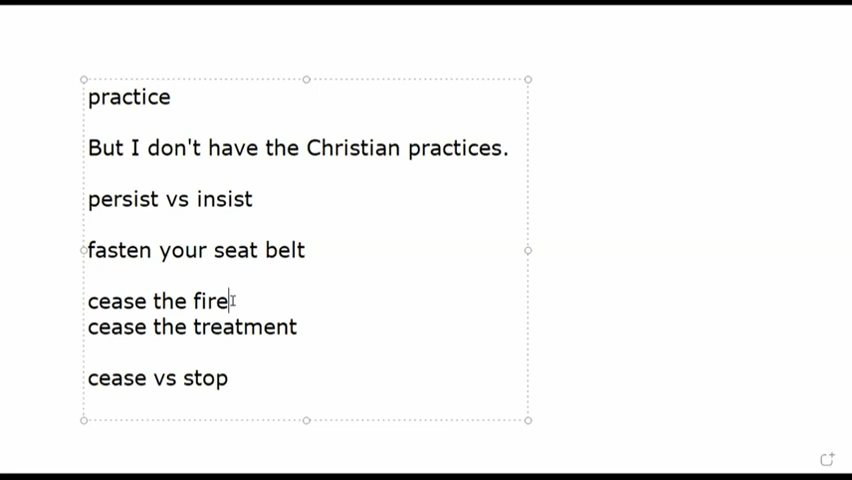 practice
But I don't have the Christian practices.
persist vs insist
fasten your seat belt
cease the fire
cease the treatment
cease vs stop